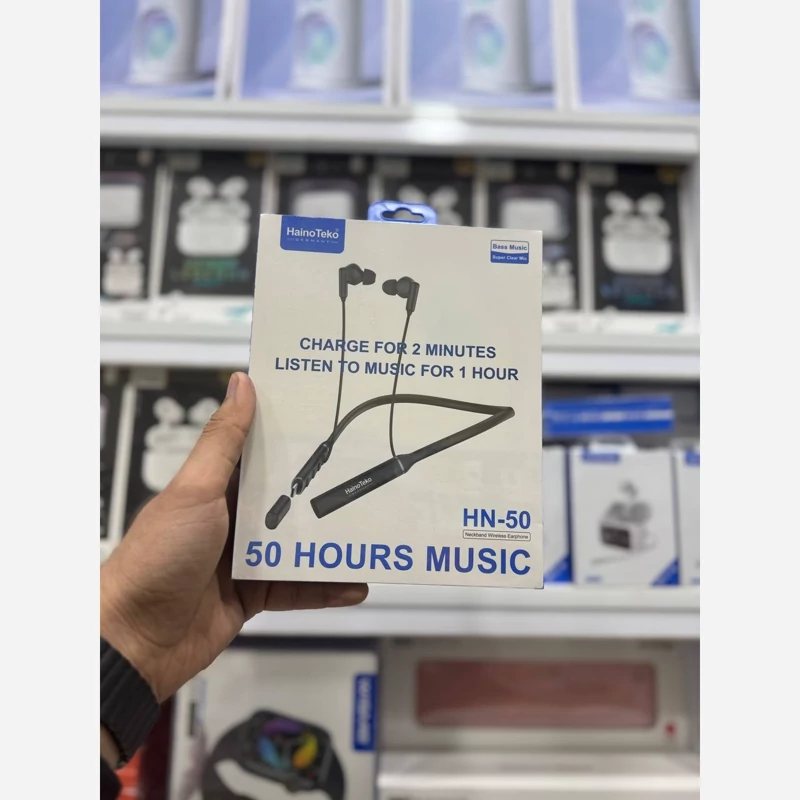 HainoTeko
GERMANY
Bass Music
Super Clear Mic
CHARGE FOR 2 MINUTES
LISTEN TO MUSIC FOR 1 HOUR
HainoTeko
HN-50
Neckband Wireless Earphone
50 HOURS MUSIC